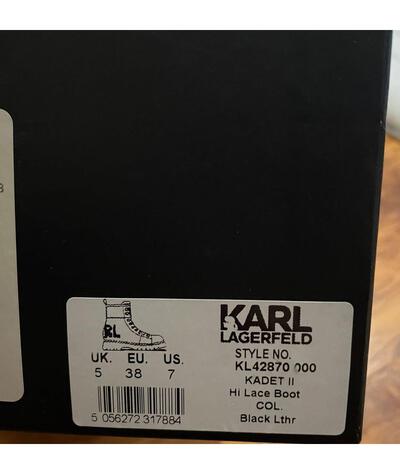 KARL
LAGERFELD
UK. EU. US.
5 38 7
STYLE NO.
KL42870 000
KADET II
Hi Lace Boot
COL.
Black Lthr
5 056272 317884